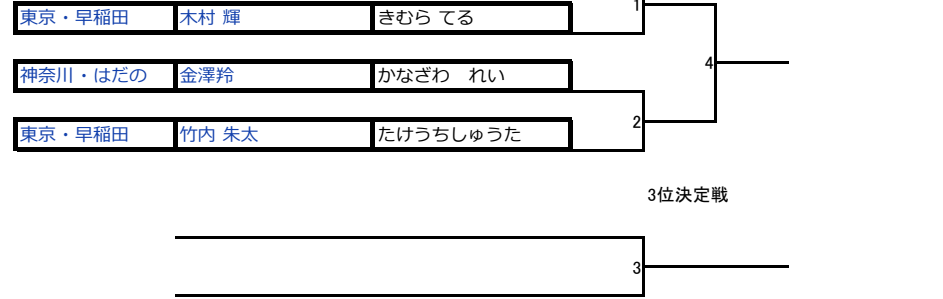 東京・早稲田 木村 輝 きむら てる 1
神奈川・はだの 金澤羚 かなざわ　れい 4
東京・早稲田 竹内 朱太 たけうちしゅうた 2
3位決定戦
3